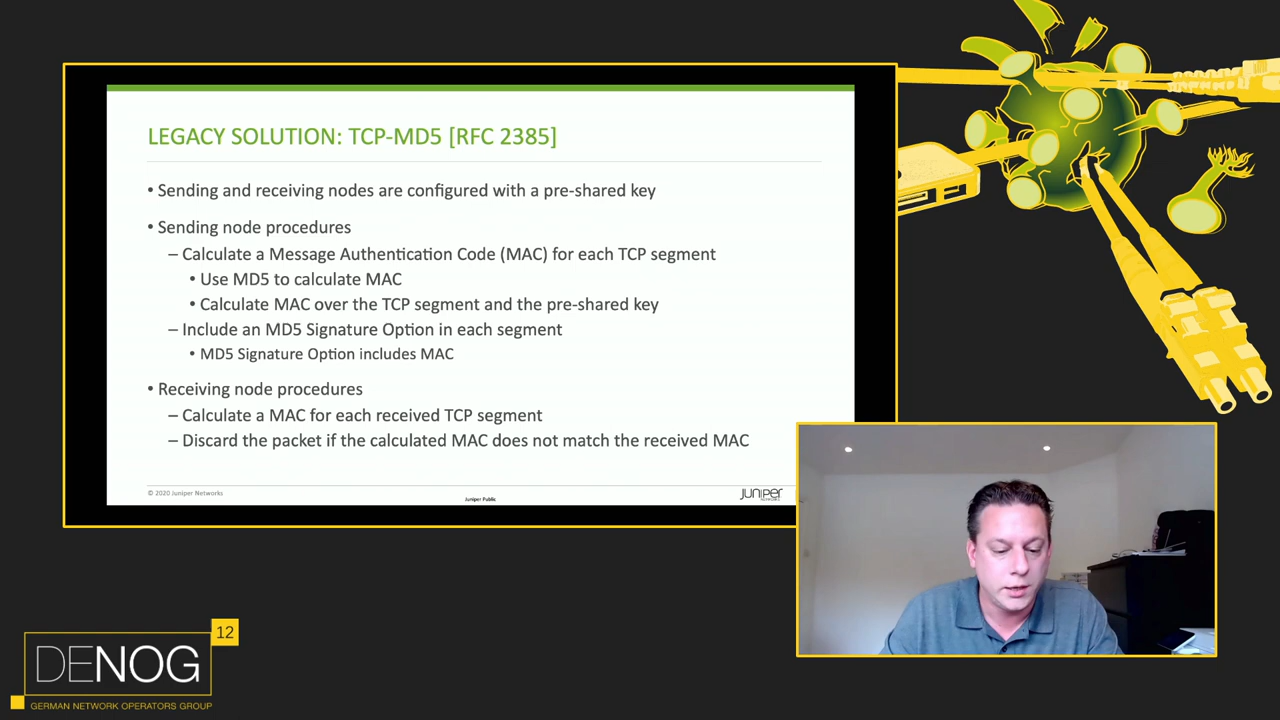 LEGACY SOLUTION: TCP-MD5 [RFC 2385]
• Sending and receiving nodes are configured with a pre-shared key
• Sending node procedures
– Calculate a Message Authentication Code (MAC) for each TCP segment
• Use MD5 to calculate MAC
• Calculate MAC over the TCP segment and the pre-shared key
– Include an MD5 Signature Option in each segment
• MD5 Signature Option includes MAC
• Receiving node procedures
– Calculate a MAC for each received TCP segment
– Discard the packet if the calculated MAC does not match the received MAC
© 2020 Juniper Networks
Juniper Public
JUNIPER
NETWORKS
12
DENOG
GERMAN NETWORK OPERATORS GROUP